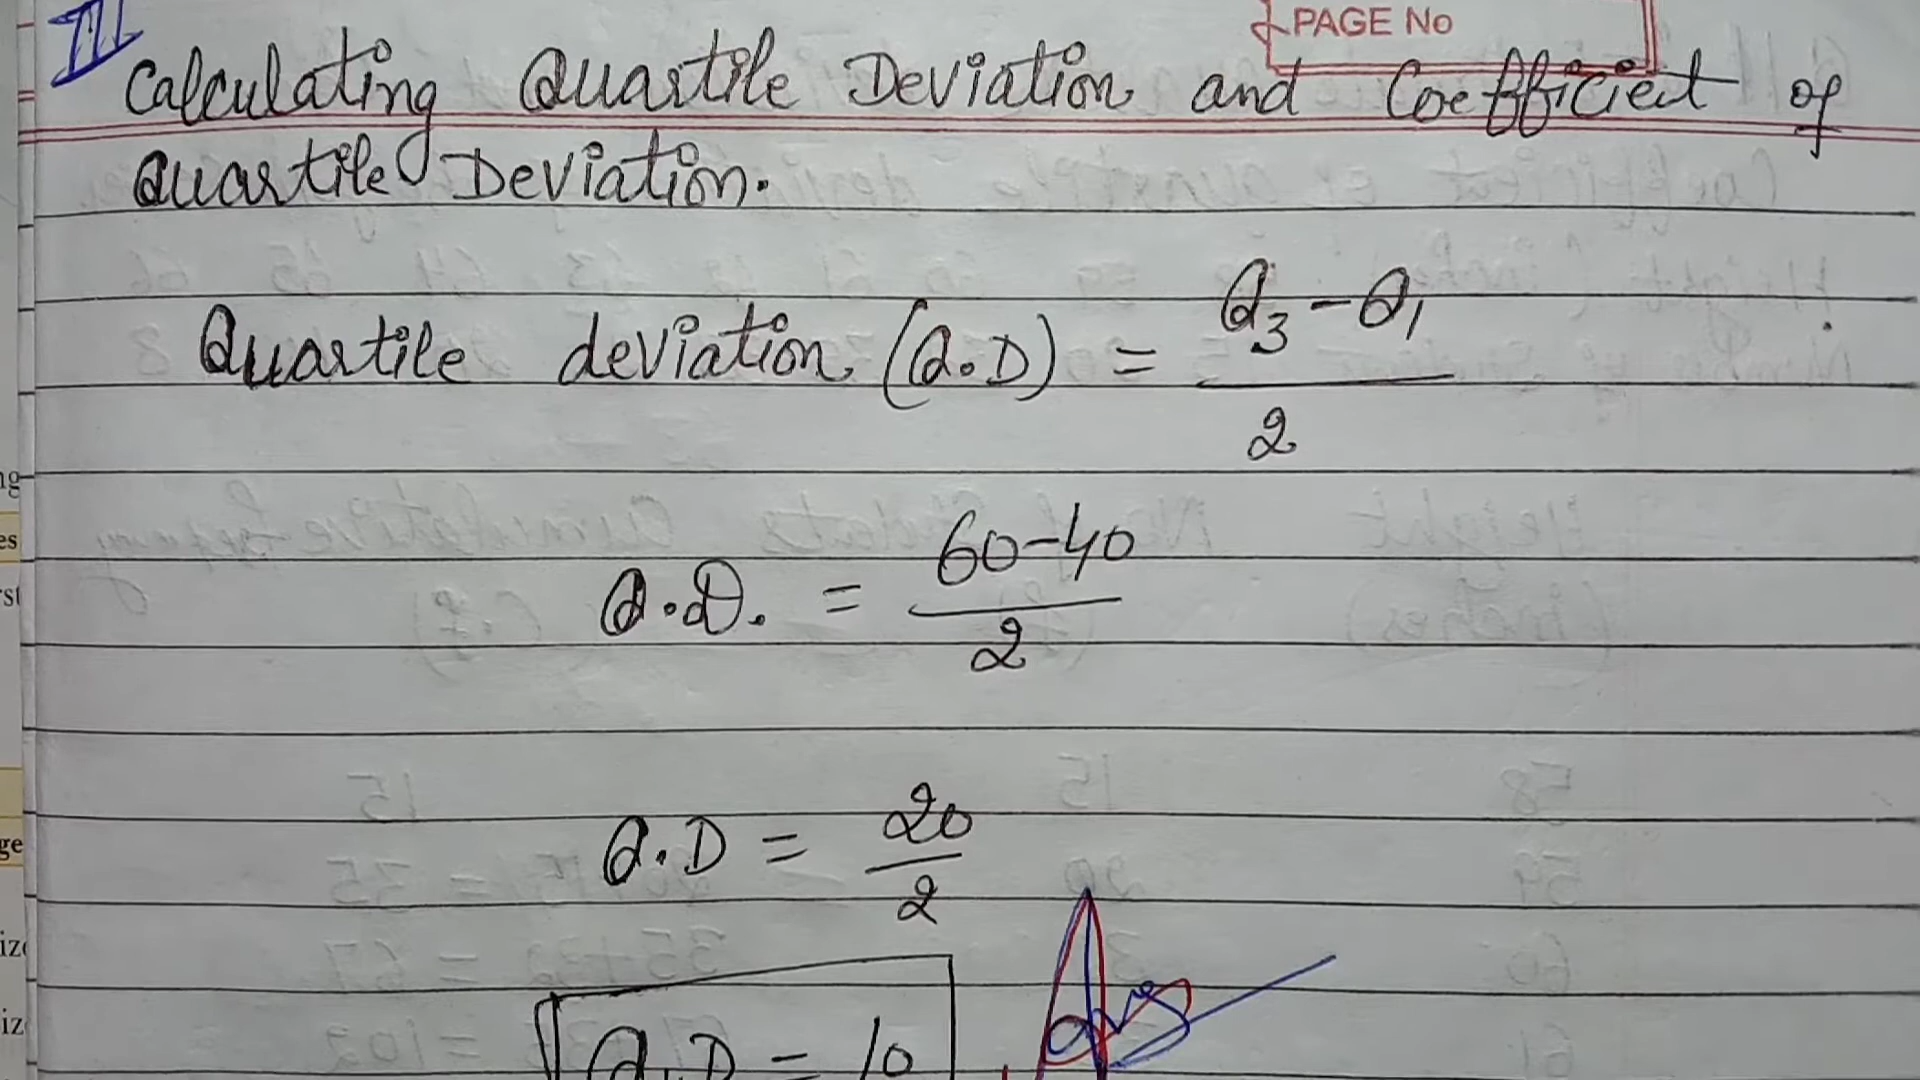 III
PAGE No
Calculating Quartile Deviation and Coefficient of
Quartile Deviation.
Quartile deviation (Q.D) = Q3 - Q1 / 2
Q.D. = 60-40 / 2
Q.D = 20 / 2
Q.D = 10
Ans